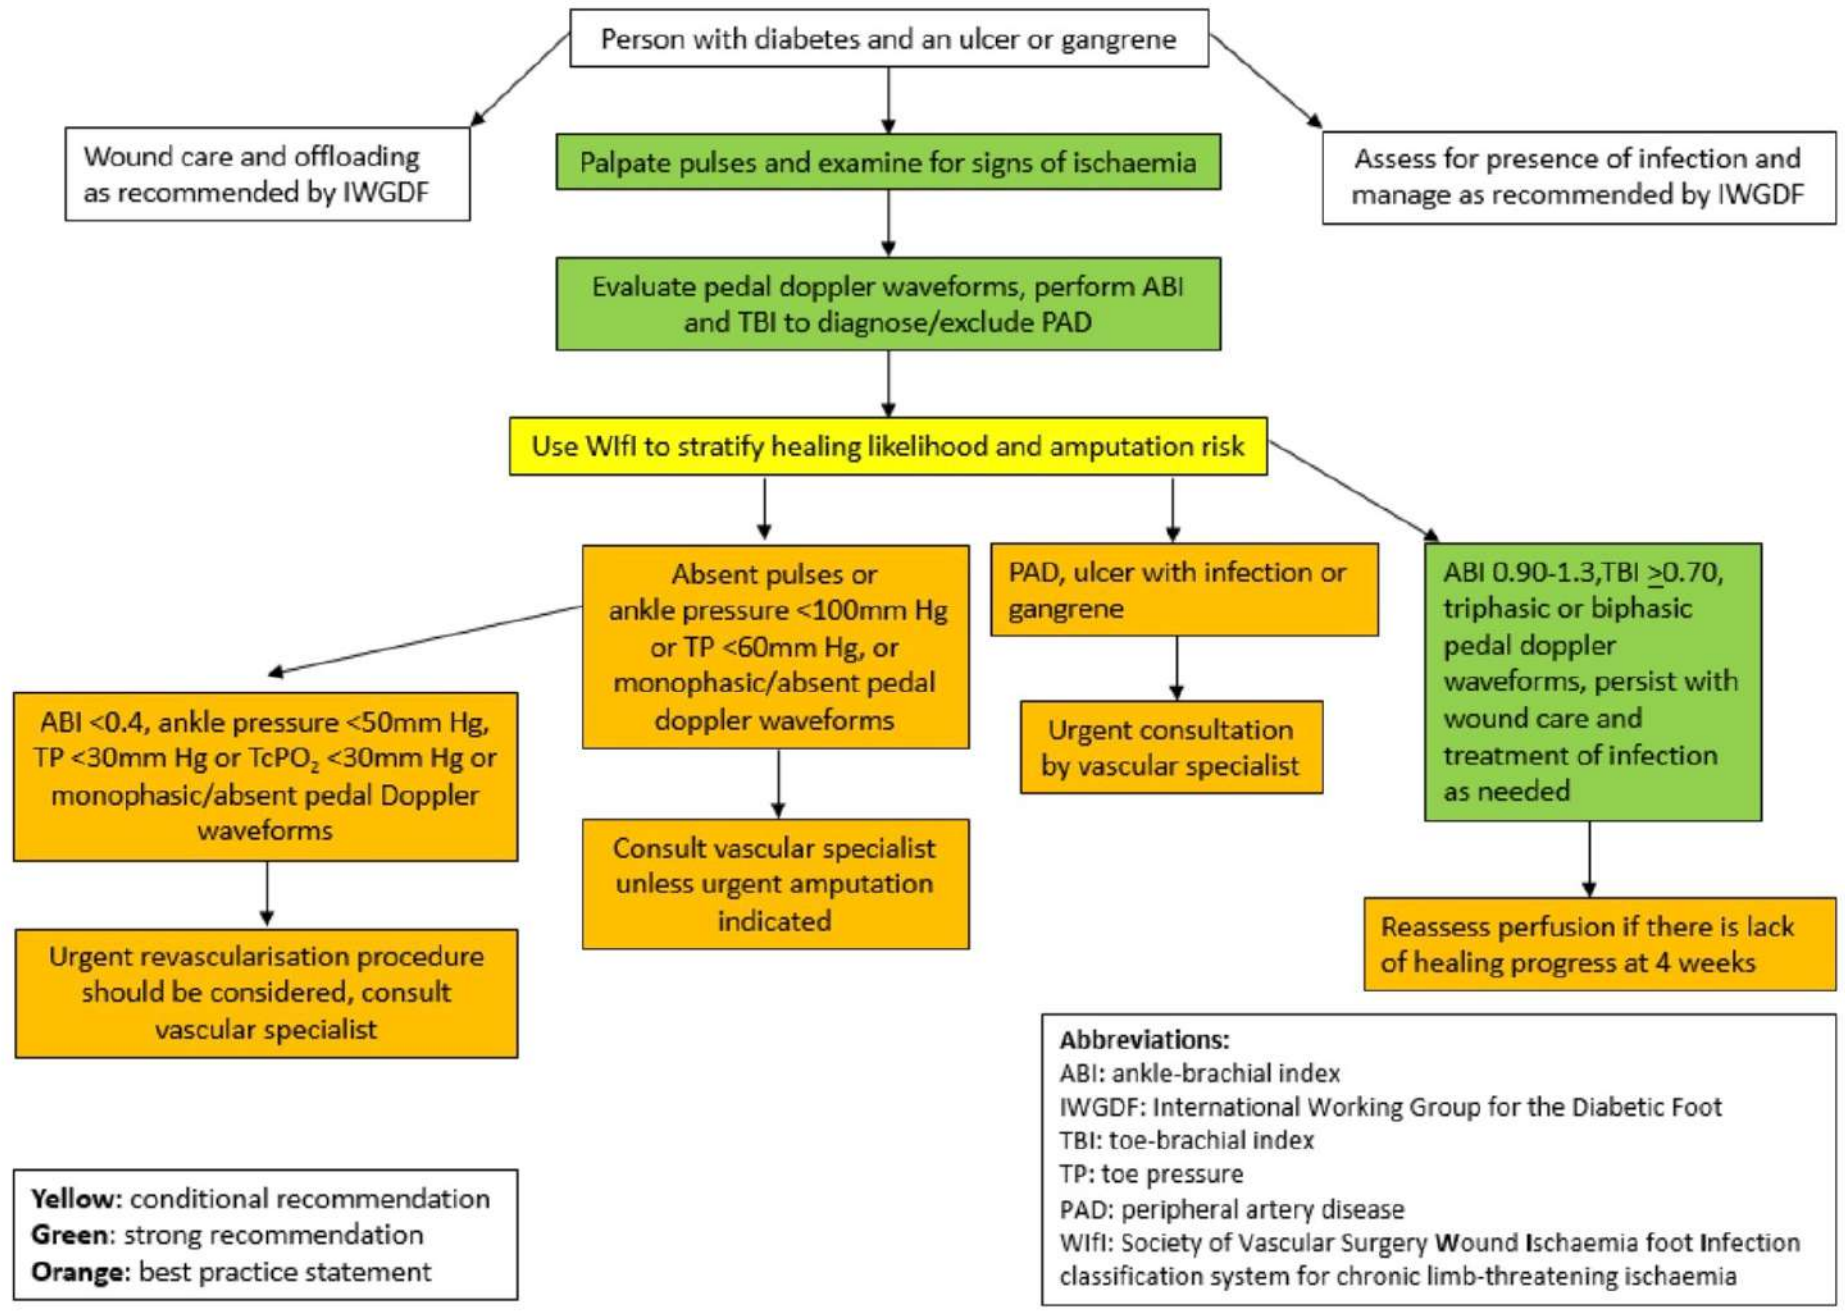 Person with diabetes and an ulcer or gangrene
Wound care and offloading
as recommended by IWGDF
Palpate pulses and examine for signs of ischaemia
Assess for presence of infection and
manage as recommended by IWGDF
Evaluate pedal doppler waveforms, perform ABI
and TBI to diagnose/exclude PAD
Use WIfI to stratify healing likelihood and amputation risk
ABI <0.4, ankle pressure <50mm Hg,
TP <30mm Hg or TcPO₂ <30mm Hg or
monophasic/absent pedal Doppler
waveforms
Urgent revascularisation procedure
should be considered, consult
vascular specialist
Absent pulses or
ankle pressure <100mm Hg
or TP <60mm Hg, or
monophasic/absent pedal
doppler waveforms
Consult vascular specialist
unless urgent amputation
indicated
PAD, ulcer with infection or
gangrene
Urgent consultation
by vascular specialist
ABI 0.90-1.3,TBI ≥0.70,
triphasic or biphasic
pedal doppler
waveforms, persist with
wound care and
treatment of infection
as needed
Reassess perfusion if there is lack
of healing progress at 4 weeks
Yellow: conditional recommendation
Green: strong recommendation
Orange: best practice statement
Abbreviations:
ABI: ankle-brachial index
IWGDF: International Working Group for the Diabetic Foot
TBI: toe-brachial index
TP: toe pressure
PAD: peripheral artery disease
WIfI: Society of Vascular Surgery Wound Ischaemia foot Infection
classification system for chronic limb-threatening ischaemia